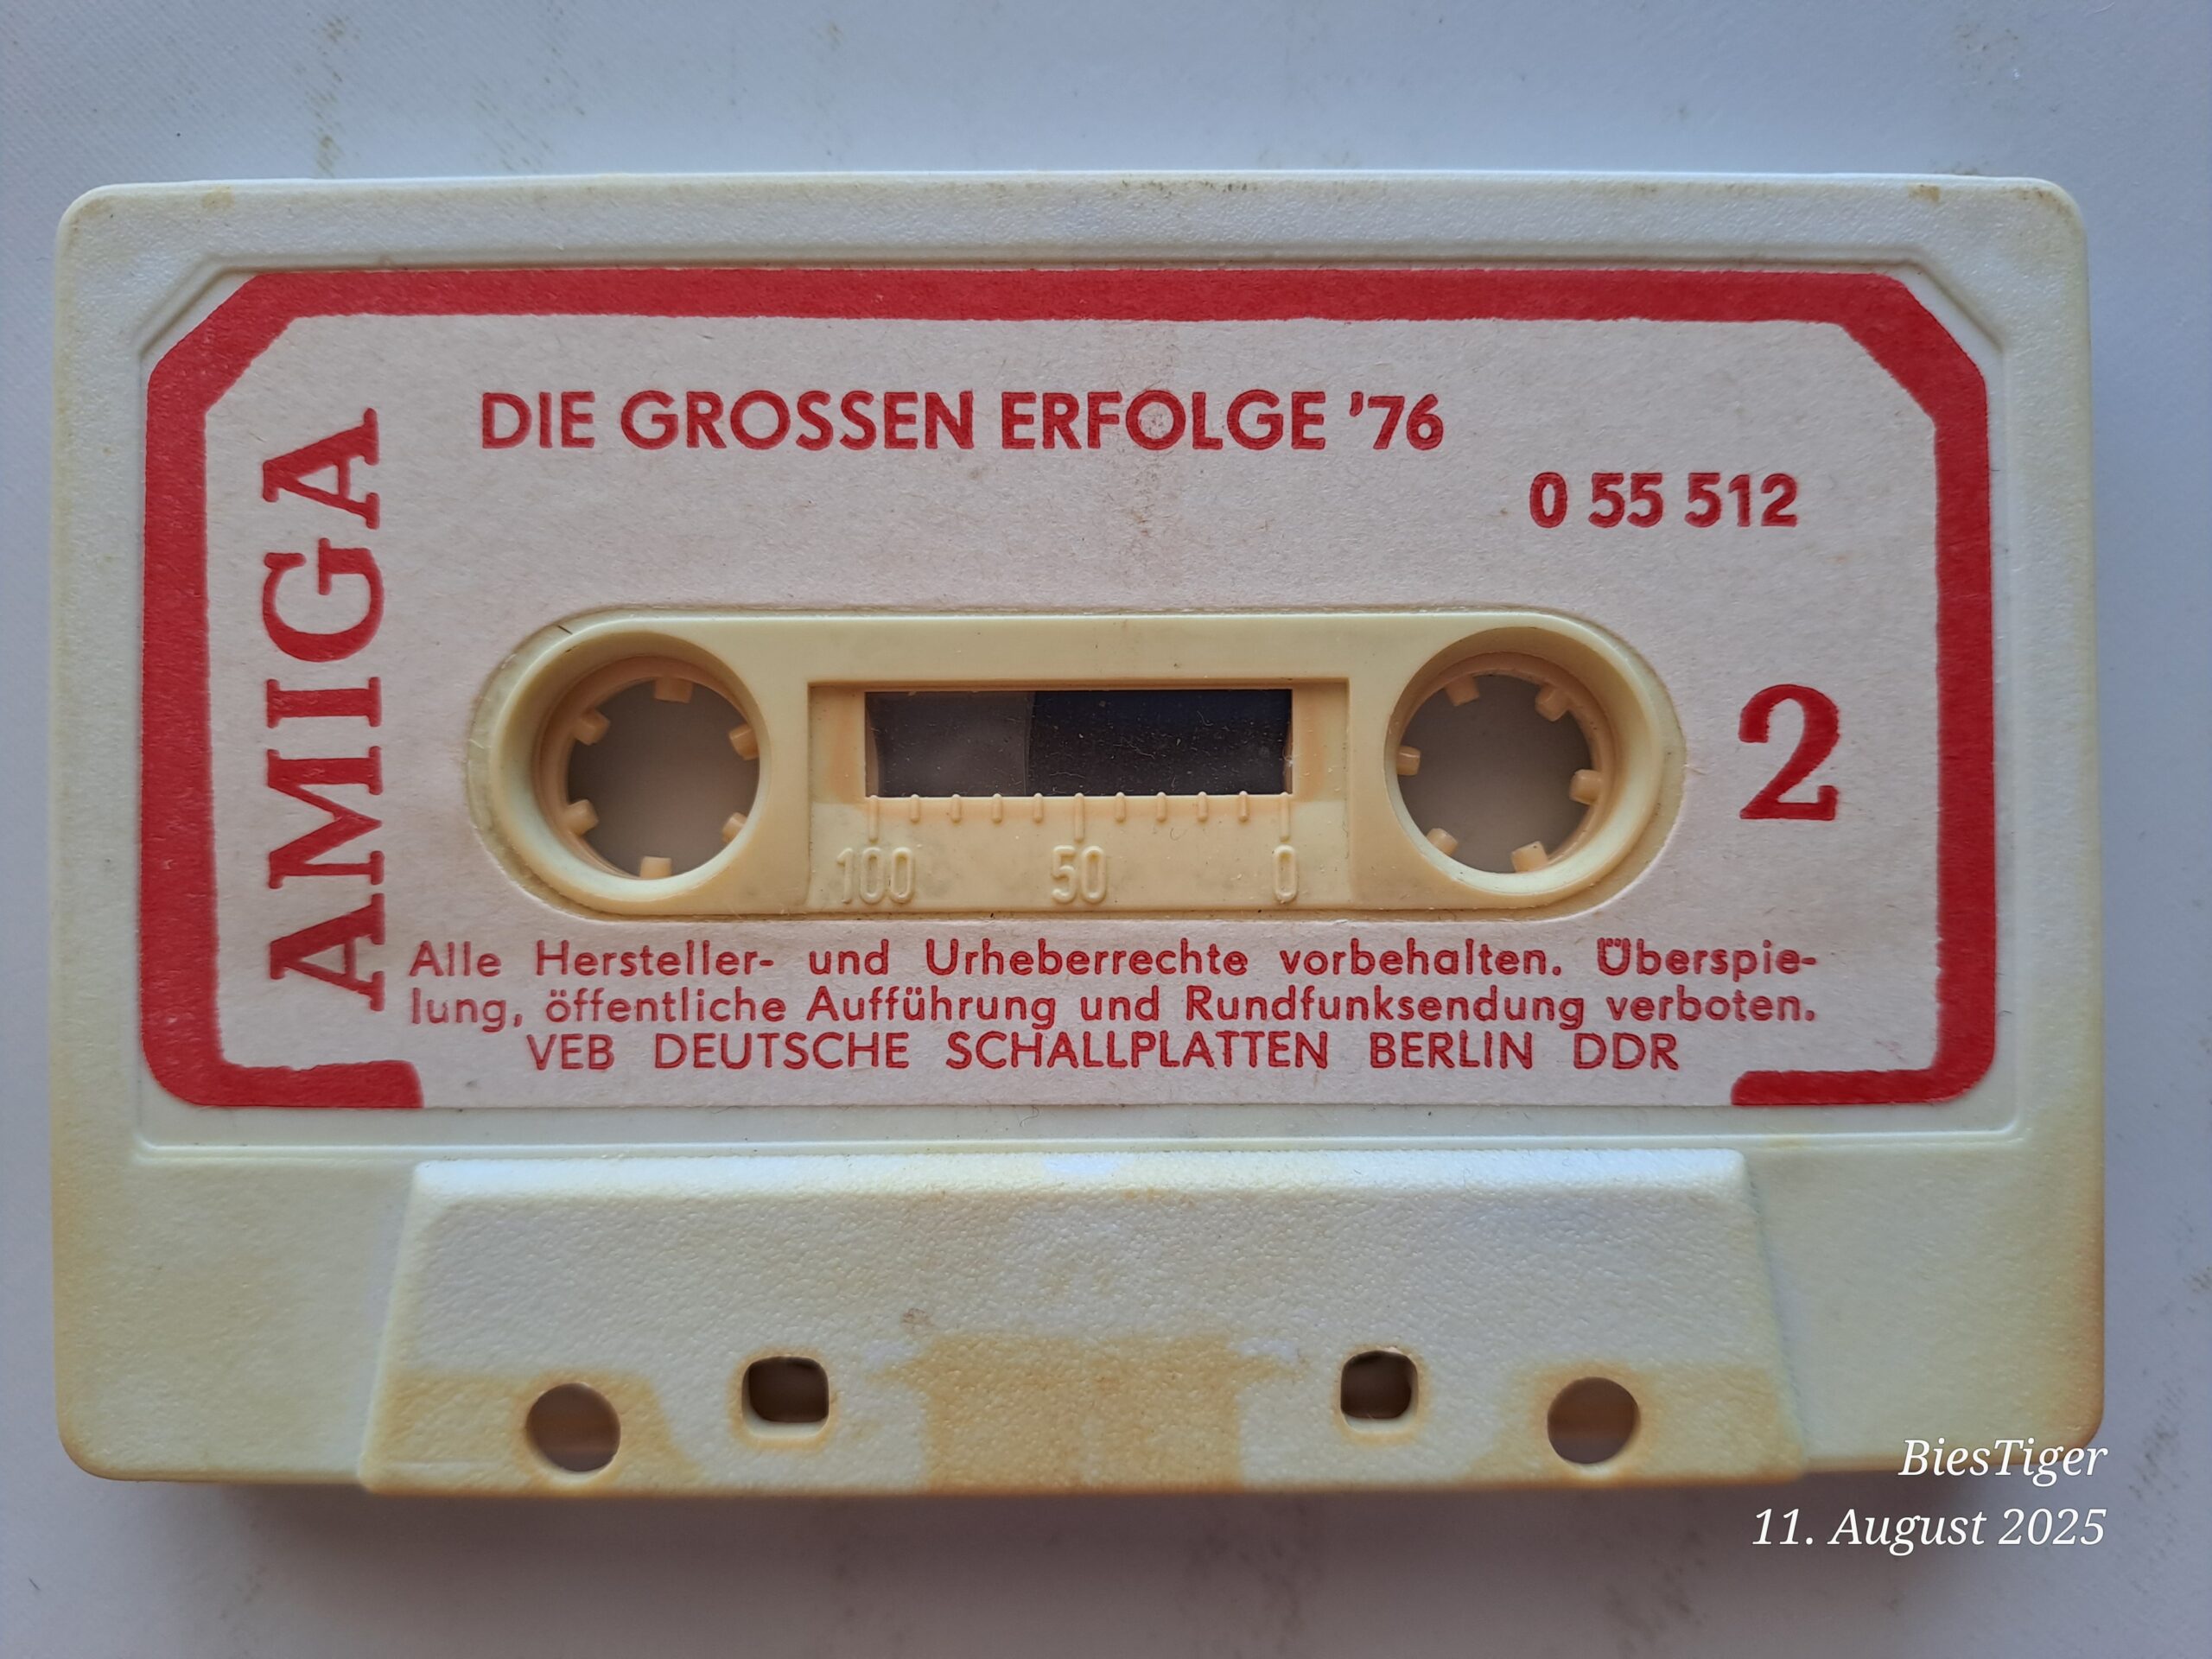 AMIGA
DIE GROSSEN ERFOLGE '76
0 55 512
2
100 50 0
Alle Hersteller- und Urheberrechte vorbehalten. Überspie-
lung, öffentliche Aufführung und Rundfunksendung verboten.
VEB DEUTSCHE SCHALLPLATTEN BERLIN DDR
BiesTiger
11. August 2025